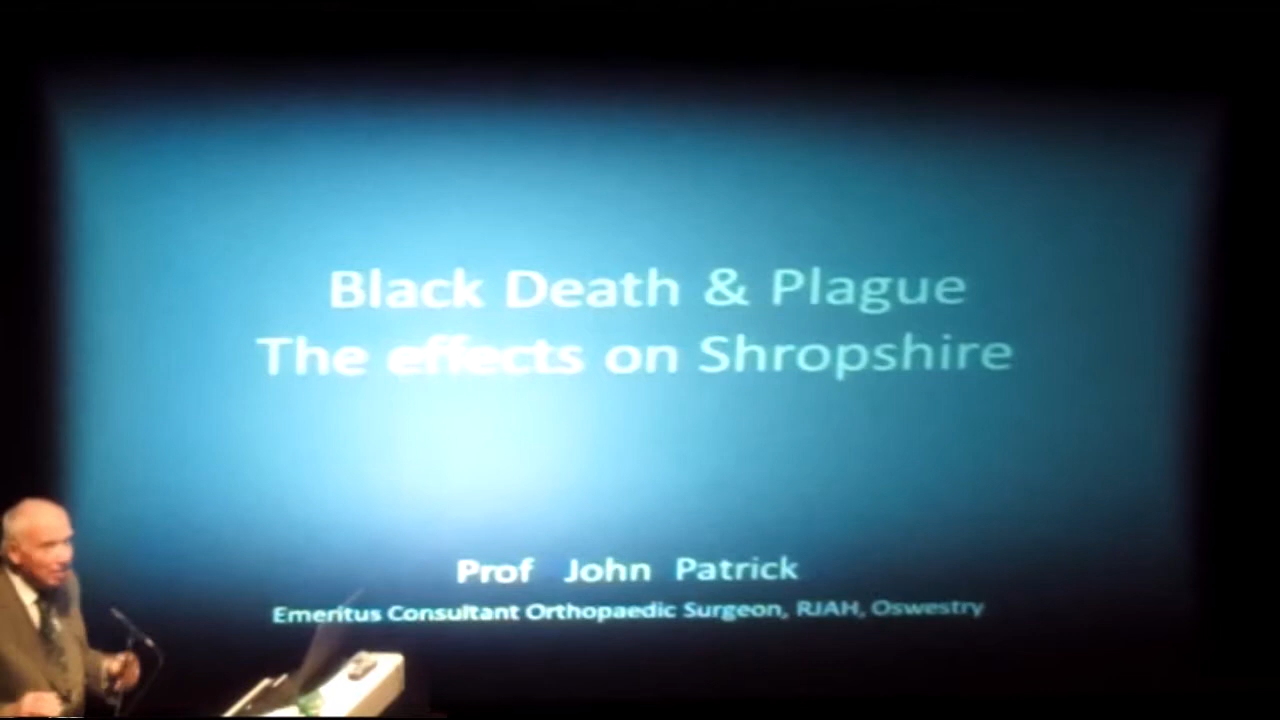 Black Death & Plague
The effects on Shropshire
Prof John Patrick
Emeritus Consultant Orthopaedic Surgeon, RJAH, Oswestry